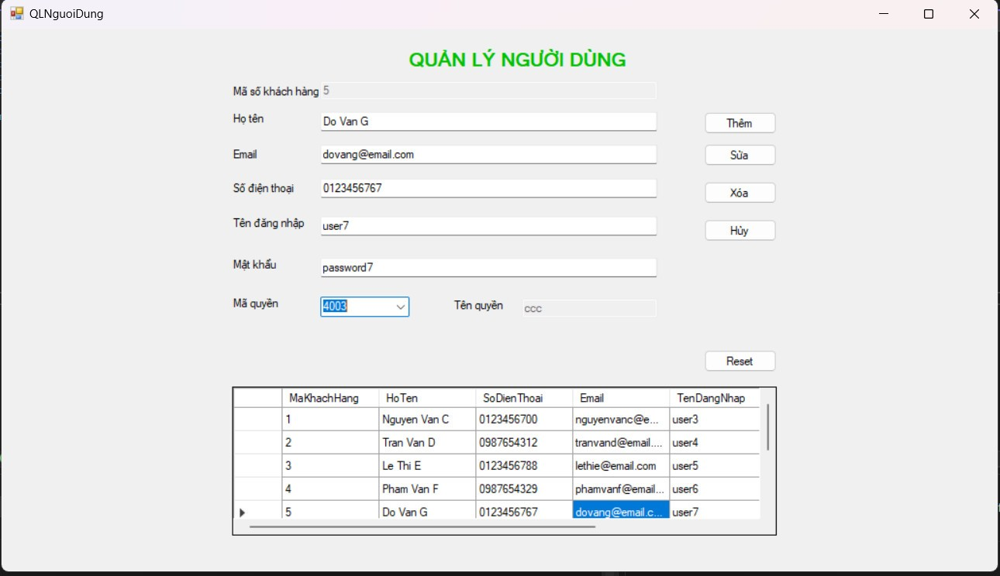 QLNguoiDung
QUẢN LÝ NGƯỜI DÙNG
Mã số khách hàng 5
Họ tên Do Van G Thêm
Email dovang@email.com Sửa
Số điện thoại 0123456767 Xóa
Tên đăng nhập user7 Hủy
Mật khẩu password7
Mã quyền 4003 Tên quyền ccc
Reset
MaKhachHang HoTen SoDienThoai Email TenDangNhap
1 Nguyen Van C 0123456700 nguyenvanc@e... user3
2 Tran Van D 0987654312 tranvand@email.... user4
3 Le Thi E 0123456788 lethie@email.com user5
4 Pham Van F 0987654329 phamvanf@email... user6
5 Do Van G 0123456767 dovang@email.c... user7